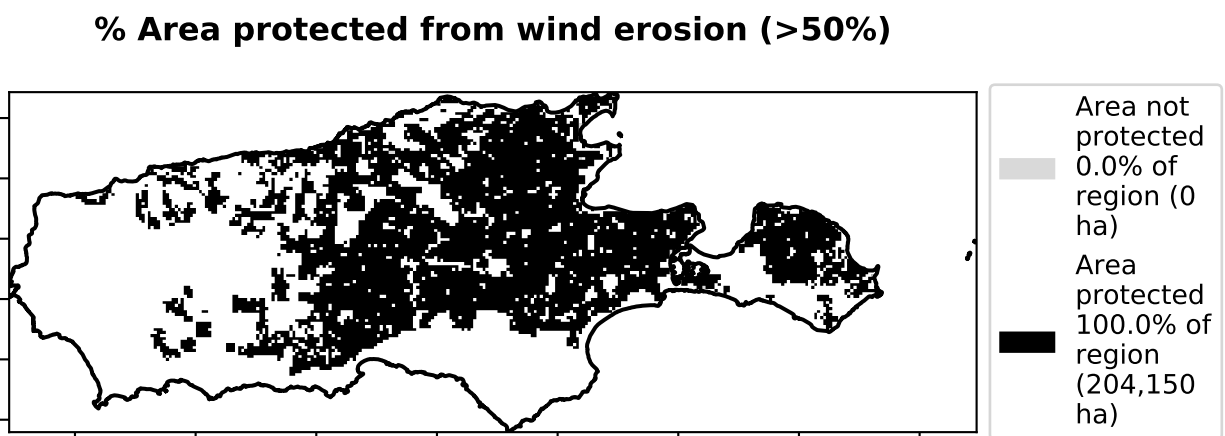 % Area protected from wind erosion (>50%)
Area not
protected
0.0% of
region (0
ha)
Area
protected
100.0% of
region
(204,150
ha)